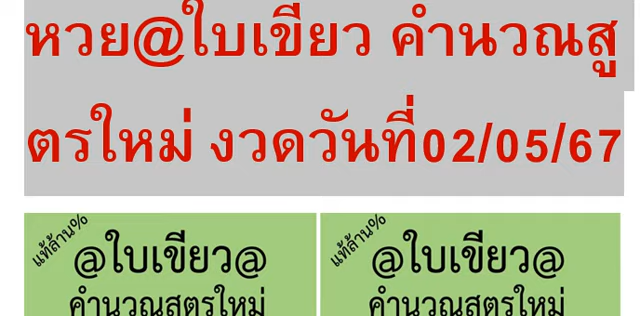 หวย@ใบเขียว คำนวณสู
ตรใหม่ งวดวันที่02/05/67
แท้ล้าน%
@ใบเขียว@
คำนวณสูตรใหม่
แท้ล้าน%
@ใบเขียว@
คำนวณสูตรใหม่